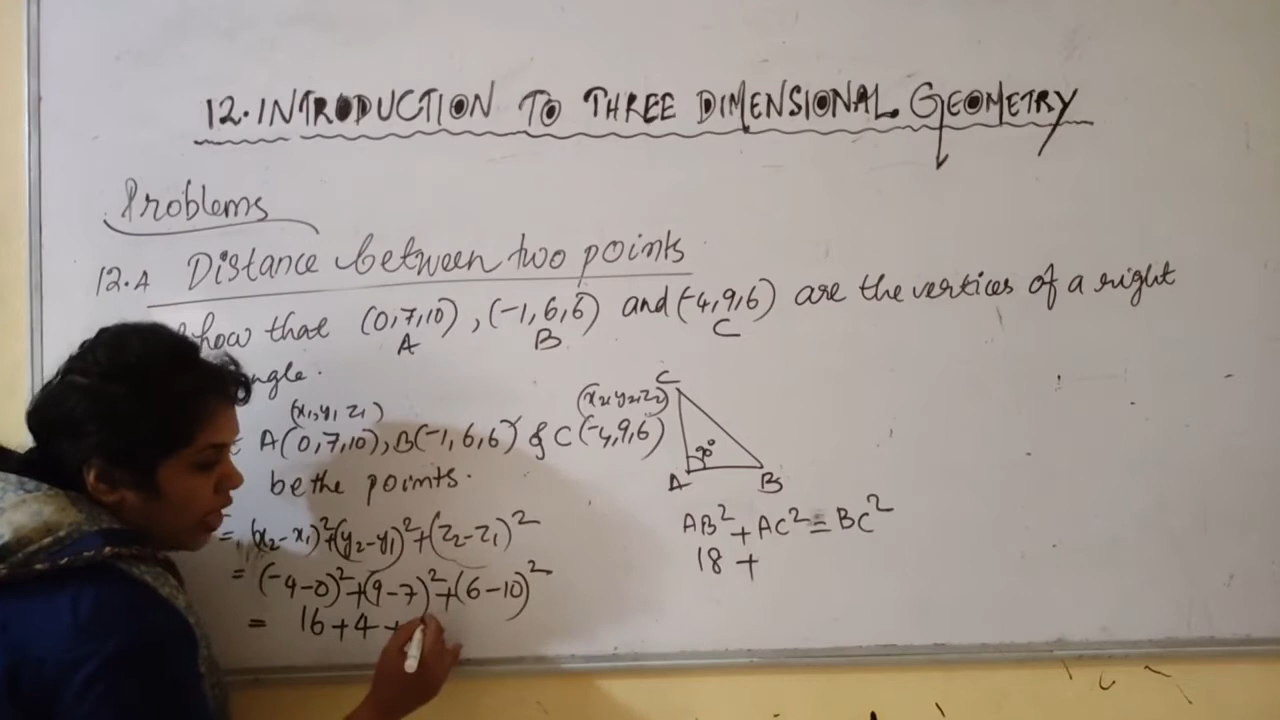 12. INTRODUCTION TO THREE DIMENSIONAL GEOMETRY
Problems
12.A Distance between two points
how that (0,7,10), (-1,6,6) and (-4,9,6) are the vertices of a right
A B C
ngle.
(x₁,y₁ z₁) (x₂,y₂,z₂)
A(0,7,10), B(-1,6,6) & C(-4,9,6)
be the points.
= (x₂-x₁)²+(y₂-y₁)²+(z₂-z₁)²
= (-4-0)²+(9-7)²+(6-10)²
= 16+4+
C
90°
A B
AB²+AC²=BC²
18 +